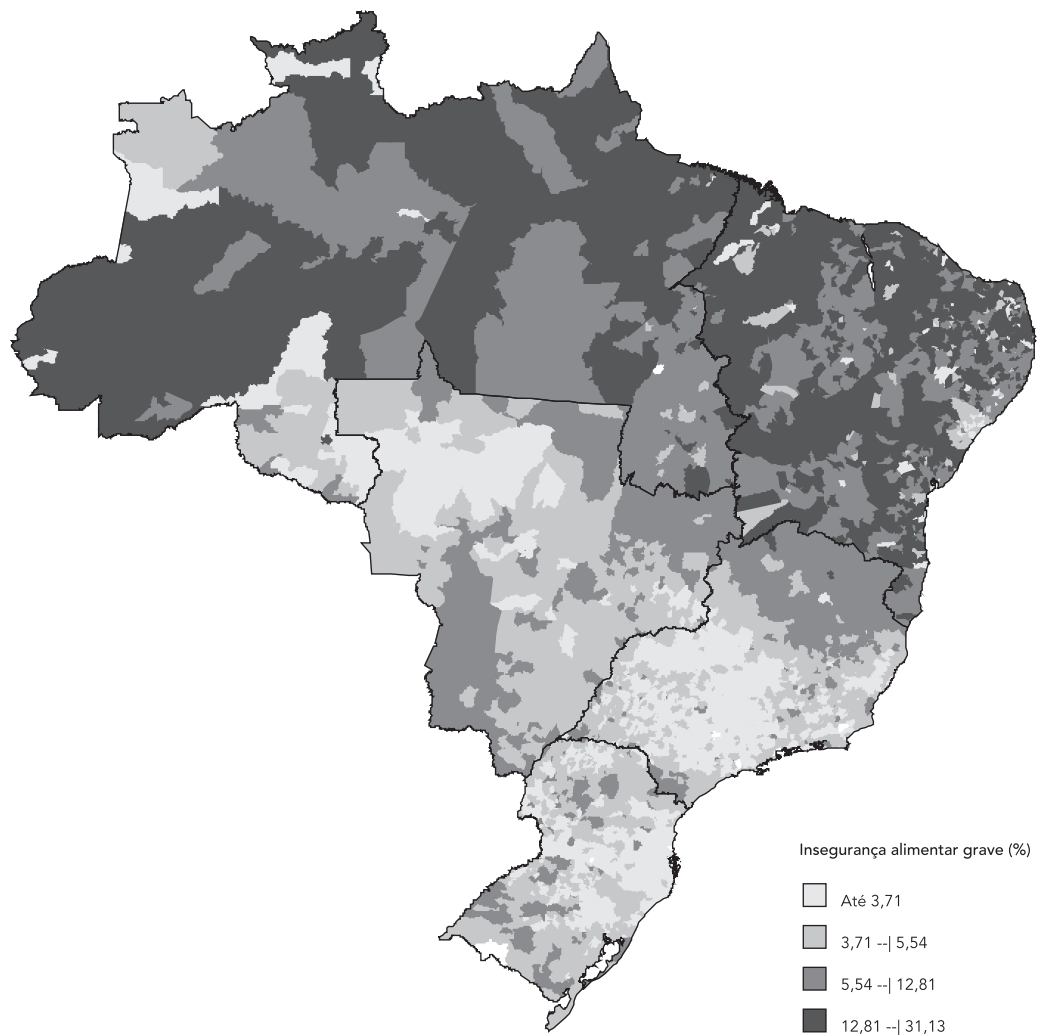 Insegurança alimentar grave (%)
Até 3,71
3,71 --| 5,54
5,54 --| 12,81
12,81 --| 31,13